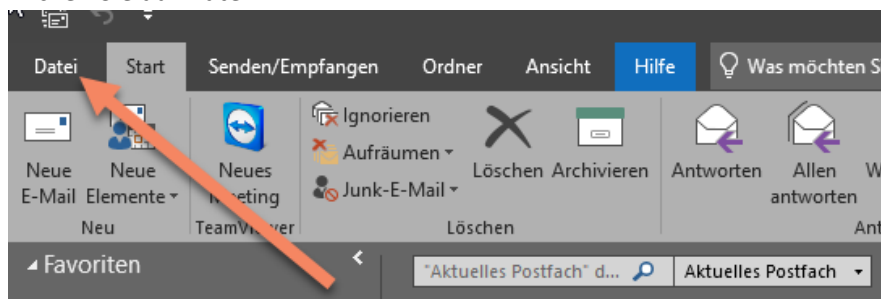 Datei Start Senden/Empfangen Ordner Ansicht Hilfe Was möchten S
Ignorieren
Aufräumen
Junk-E-Mail
Neue E-Mail
Neue Elemente
Neues Meeting
Löschen Archivieren
Antworten
Allen antworten
W
Neu TeamViewer Löschen Ant
Favoriten
"Aktuelles Postfach" d... Aktuelles Postfach